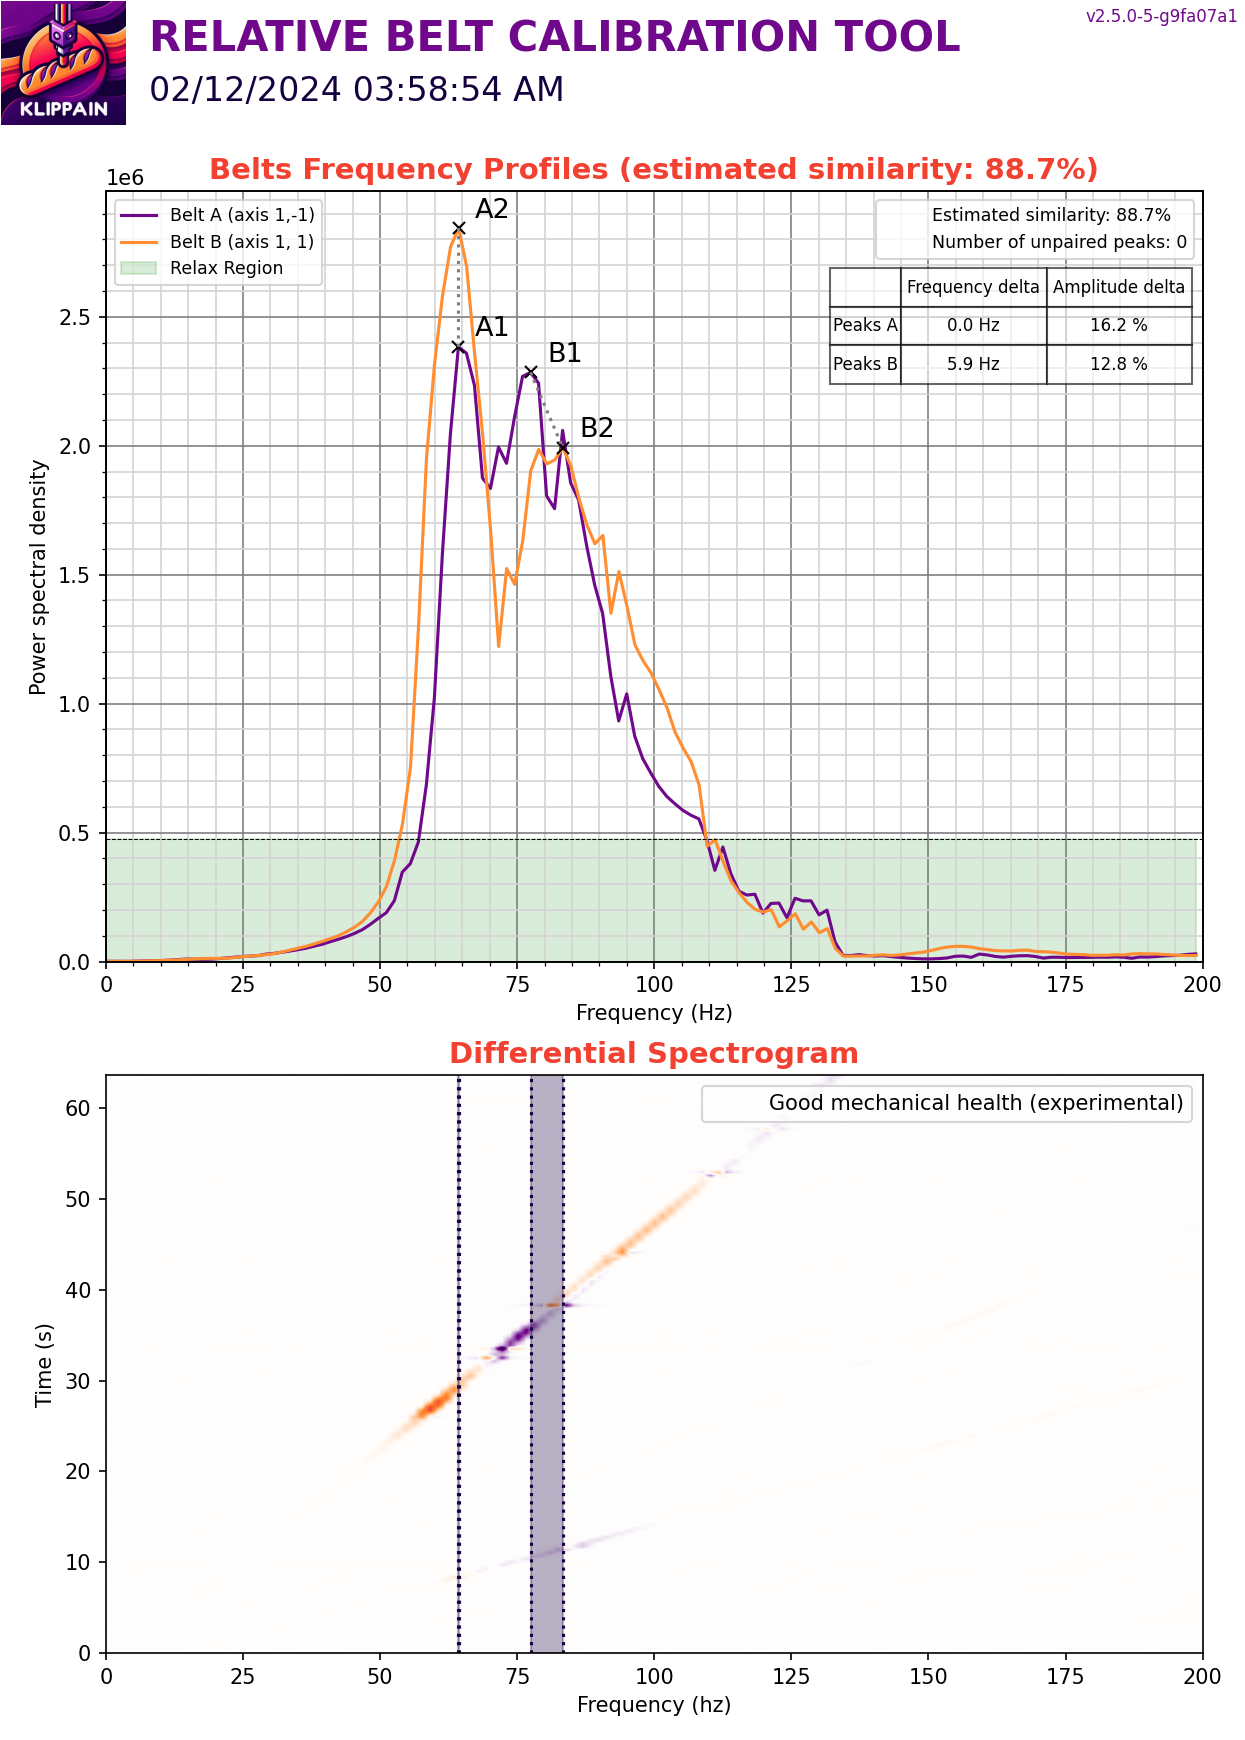 KLIPPAIN
RELATIVE BELT CALIBRATION TOOL
02/12/2024 03:58:54 AM
v2.5.0-5-g9fa07a1
Belts Frequency Profiles (estimated similarity: 88.7%)
1e6
Belt A (axis 1,-1)
Belt B (axis 1, 1)
Relax Region
Estimated similarity: 88.7%
Number of unpaired peaks: 0
Frequency delta Amplitude delta
Peaks A 0.0 Hz 16.2 %
Peaks B 5.9 Hz 12.8 %
A2
A1
B1
B2
2.5
2.0
1.5
1.0
0.5
0.0
Power spectral density
0 25 50 75 100 125 150 175 200
Frequency (Hz)
Differential Spectrogram
Good mechanical health (experimental)
60
50
40
30
20
10
0
Time (s)
0 25 50 75 100 125 150 175 200
Frequency (hz)